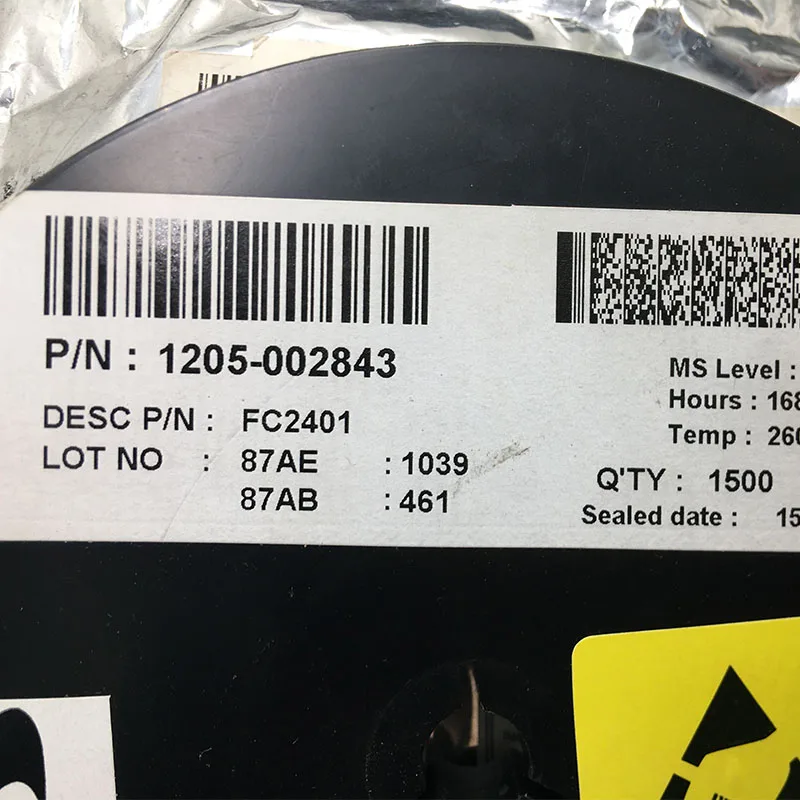 P/N : 1205-002843
DESC P/N : FC2401
LOT NO : 87AE : 1039
87AB : 461
MS Level :
Hours : 168
Temp : 260
Q'TY : 1500
Sealed date : 15